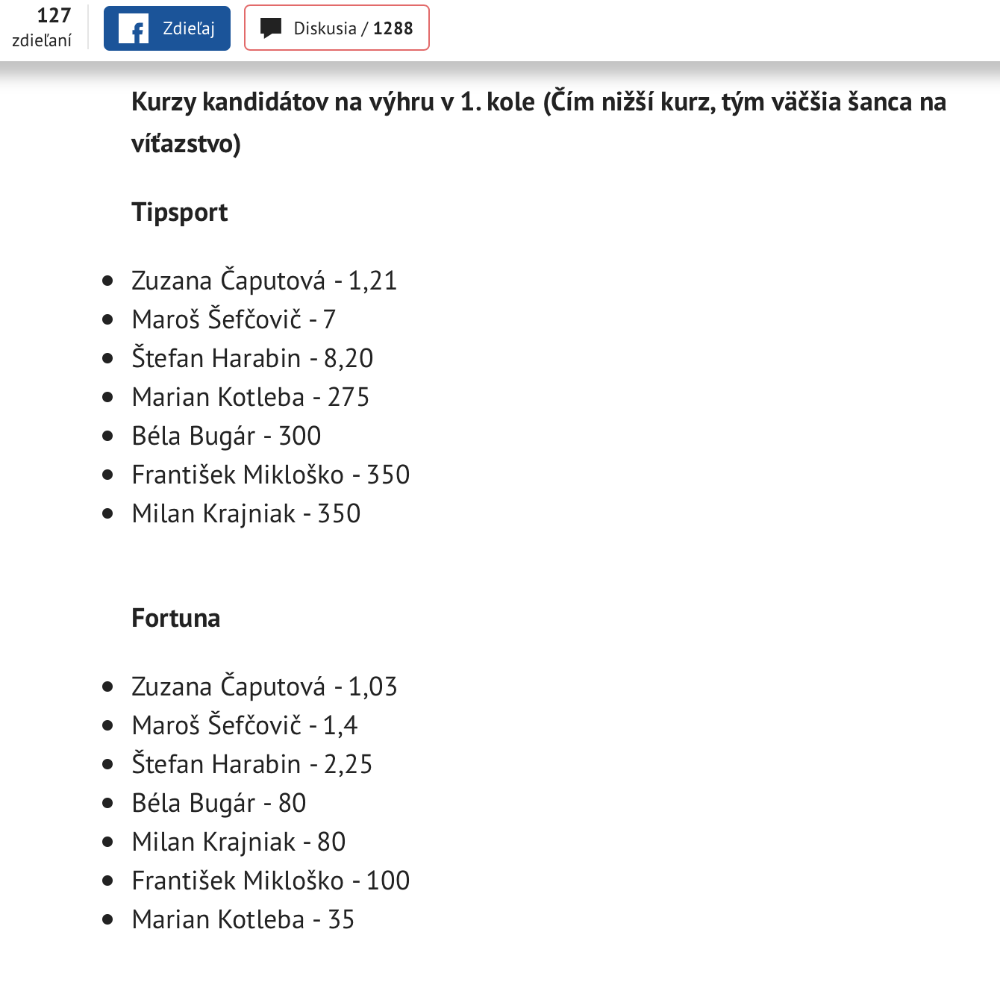 127
zdieľaní
Zdieľaj
Diskusia / 1288
Kurzy kandidátov na výhru v 1. kole (Čím nižší kurz, tým väčšia šanca na
víťazstvo)
Tipsport
Zuzana Čaputová - 1,21
Maroš Šefčovič - 7
Štefan Harabin - 8,20
Marian Kotleba - 275
Béla Bugár - 300
František Mikloško - 350
Milan Krajniak - 350
Fortuna
Zuzana Čaputová - 1,03
Maroš Šefčovič - 1,4
Štefan Harabin - 2,25
Béla Bugár - 80
Milan Krajniak - 80
František Mikloško - 100
Marian Kotleba - 35